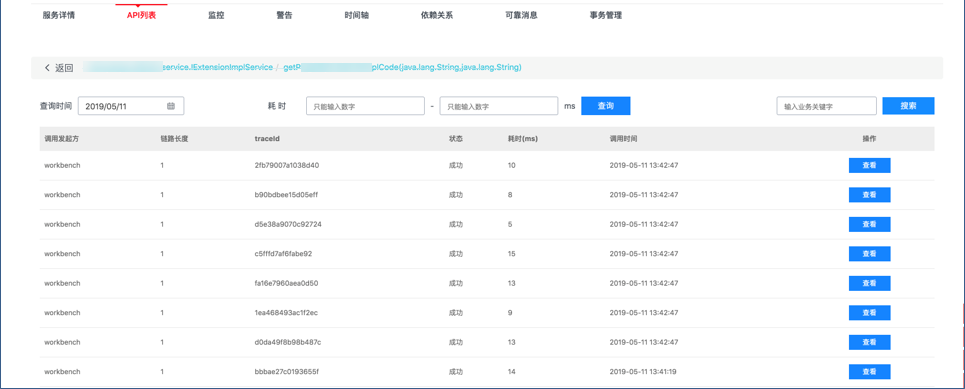 服务详情 API列表 监控 警告 时间轴 依赖关系 可靠消息 事务管理
返回 service.IExtensionImplService / getP plCode(java.lang.String,java.lang.String)
查询时间 2019/05/11 耗 时 只能输入数字 - 只能输入数字 ms 查询 输入业务关键字 搜索
调用发起方 链路长度 traceId 状态 耗时(ms) 调用时间 操作
workbench 1 2fb79007a1038d40 成功 10 2019-05-11 13:42:47 查看
workbench 1 b90bdbee15d05eff 成功 8 2019-05-11 13:42:47 查看
workbench 1 d5e38a9070c92724 成功 5 2019-05-11 13:42:47 查看
workbench 1 c5fffd7af6fabe92 成功 15 2019-05-11 13:42:47 查看
workbench 1 fa16e7960aea0d50 成功 13 2019-05-11 13:42:47 查看
workbench 1 1ea468493ac1f2ec 成功 9 2019-05-11 13:42:47 查看
workbench 1 d0da49f8b98b487c 成功 13 2019-05-11 13:42:47 查看
workbench 1 bbbae27c0193655f 成功 14 2019-05-11 13:41:19 查看